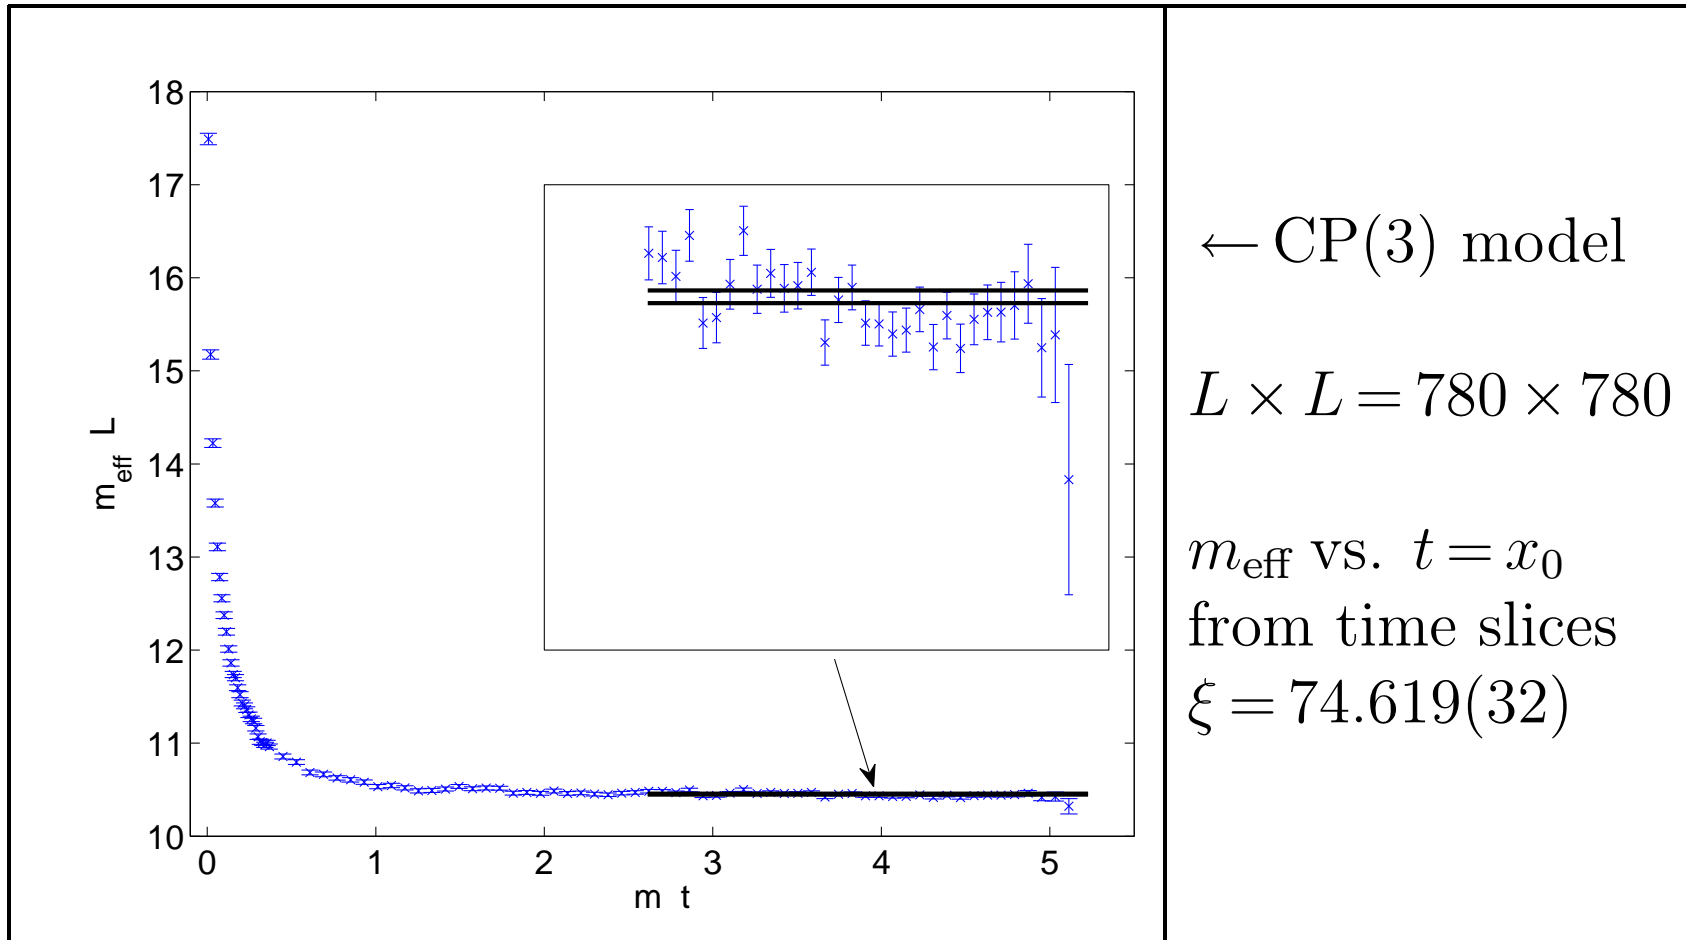 18
17
16
15
14
13
12
11
10
m_eff L
0 1 2 3 4 5
m t
← CP(3) model
L × L = 780 × 780
m_eff vs. t = x_0
from time slices
ξ = 74.619(32)